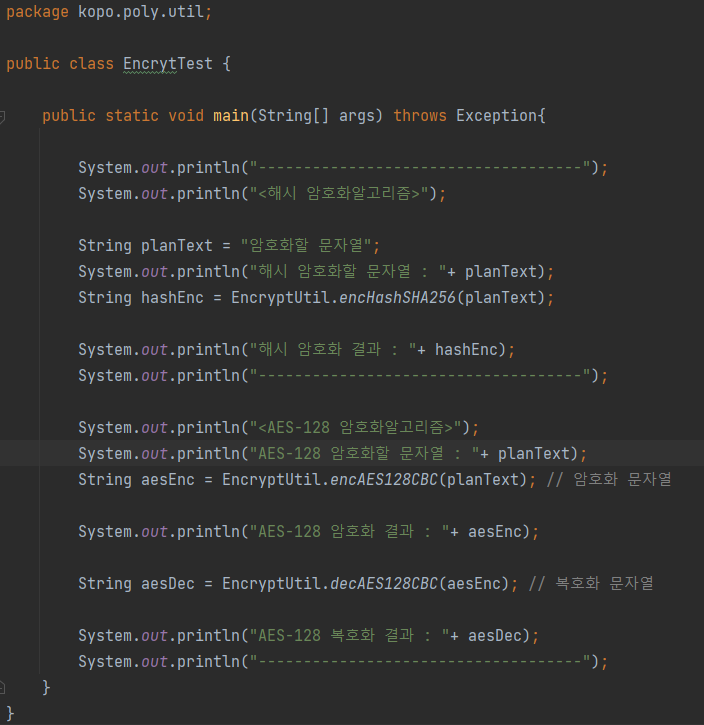 package kopo.poly.util;
public class EncrytTest {
public static void main(String[] args) throws Exception{
System.out.println("------------------------------------");
System.out.println("<해시 암호화알고리즘>");
String planText = "암호화할 문자열";
System.out.println("해시 암호화할 문자열 : "+ planText);
String hashEnc = EncryptUtil.encHashSHA256(planText);
System.out.println("해시 암호화 결과 : "+ hashEnc);
System.out.println("------------------------------------");
System.out.println("<AES-128 암호화알고리즘>");
System.out.println("AES-128 암호화할 문자열 : "+ planText);
String aesEnc = EncryptUtil.encAES128CBC(planText); // 암호화 문자열
System.out.println("AES-128 암호화 결과 : "+ aesEnc);
String aesDec = EncryptUtil.decAES128CBC(aesEnc); // 복호화 문자열
System.out.println("AES-128 복호화 결과 : "+ aesDec);
System.out.println("------------------------------------");
}
}